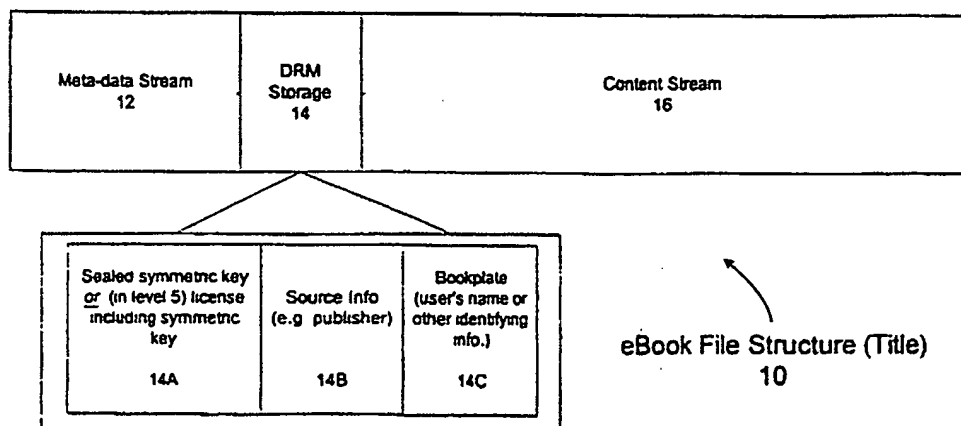 Meta-data Stream
12
DRM
Storage
14
Content Stream
16
Sealed symmetric key
or (in level 5) license
including symmetric
key
14A
Source Info
(e.g publisher)
14B
Bookplate
(user's name or
other identifying
info.)
14C
eBook File Structure (Title)
10